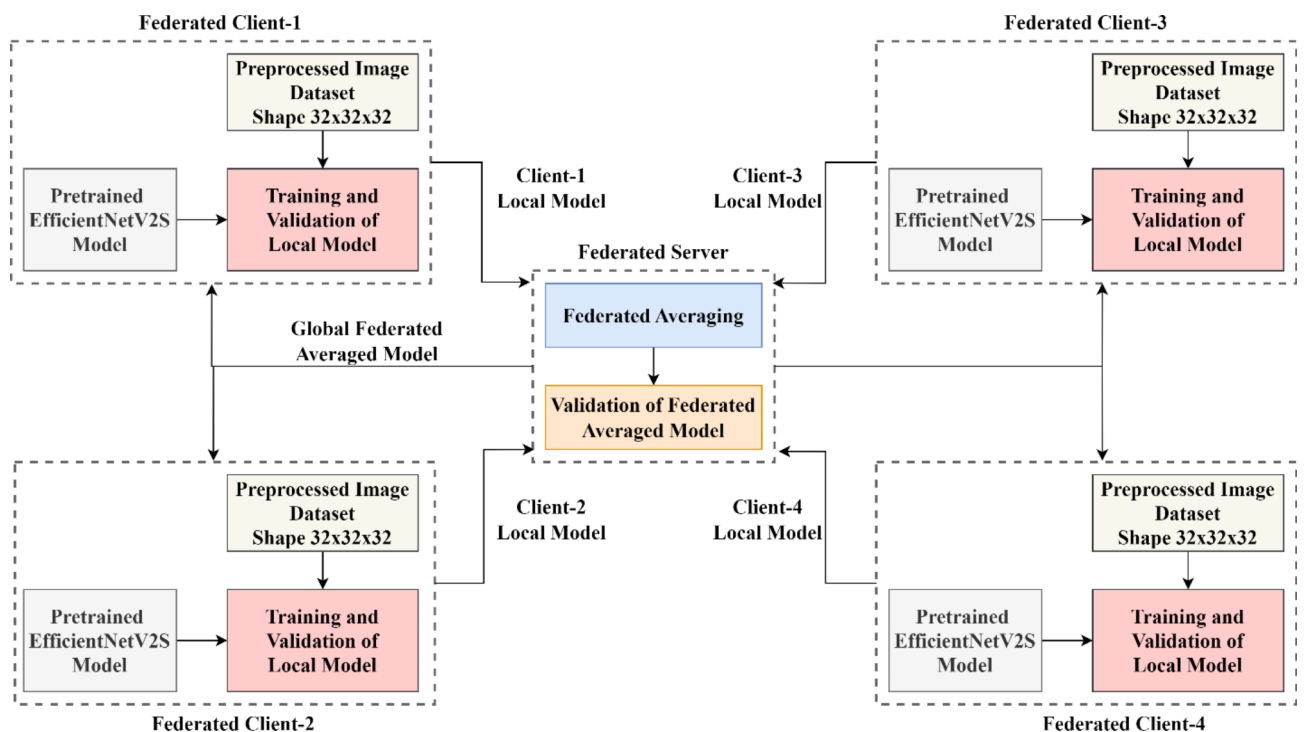 Federated Client-1
Preprocessed Image
Dataset
Shape 32x32x32
Pretrained
EfficientNetV2S
Model
Training and
Validation of
Local Model
Client-1
Local Model
Federated Client-3
Preprocessed Image
Dataset
Shape 32x32x32
Pretrained
EfficientNetV2S
Model
Training and
Validation of
Local Model
Client-3
Local Model
Federated Server
Federated Averaging
Validation of Federated
Averaged Model
Global Federated
Averaged Model
Preprocessed Image
Dataset
Shape 32x32x32
Pretrained
EfficientNetV2S
Model
Training and
Validation of
Local Model
Federated Client-2
Client-2
Local Model
Client-4
Local Model
Preprocessed Image
Dataset
Shape 32x32x32
Pretrained
EfficientNetV2S
Model
Training and
Validation of
Local Model
Federated Client-4